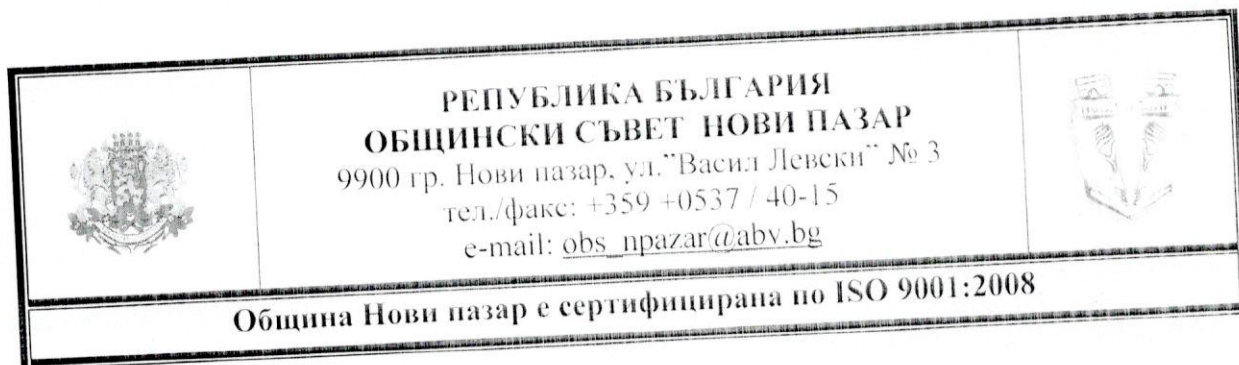 РЕПУБЛИКА БЪЛГАРИЯ
ОБЩИНСКИ СЪВЕТ НОВИ ПАЗАР
9900 гр. Нови пазар, ул.”Васил Левски” № 3
тел./факс: +359 +0537 / 40-15
e-mail: obs_npazar@abv.bg
Община Нови пазар е сертифицирана по ISO 9001:2008